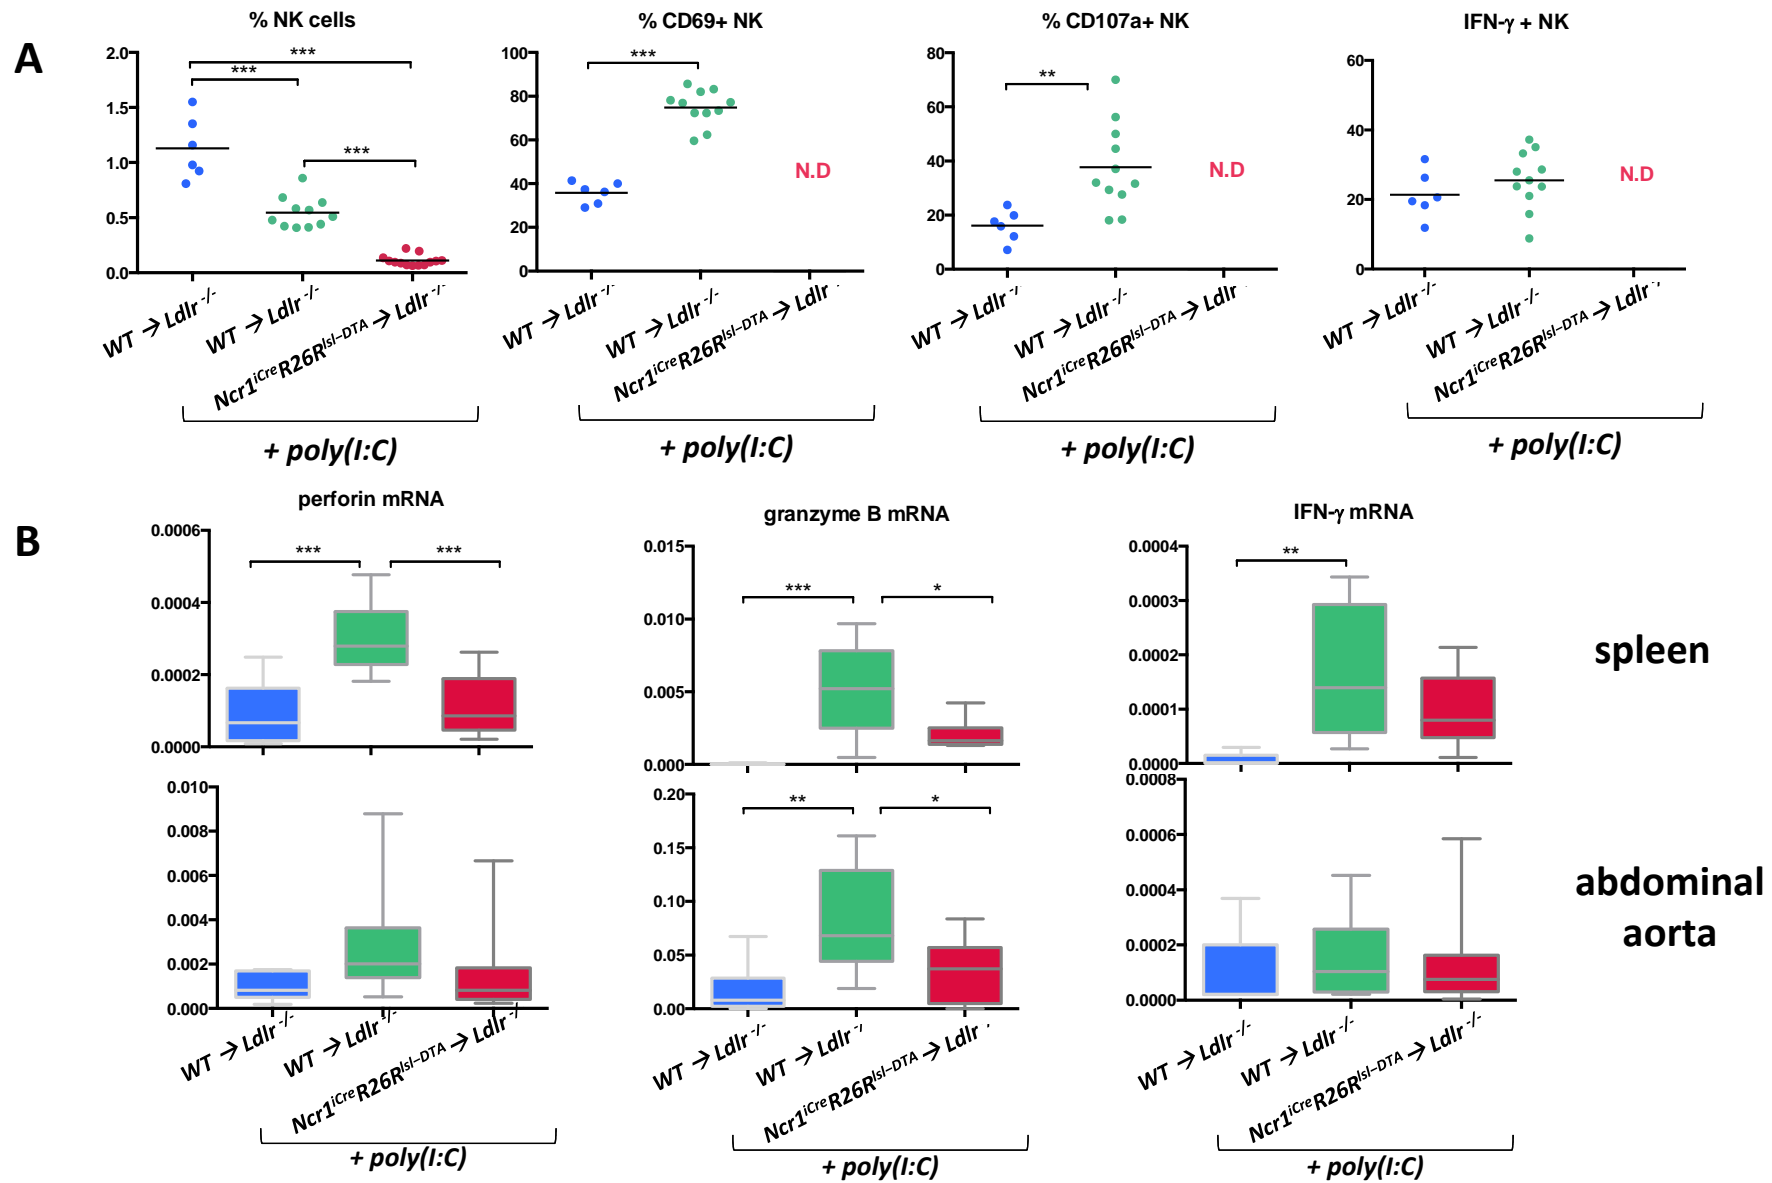 A
% NK cells
% CD69+ NK
% CD107a+ NK
IFN-γ + NK
2.0
1.5
1.0
0.5
0.0
***
***
***
100
80
60
40
20
0
***
N.D
80
60
40
20
0
**
N.D
60
40
20
0
N.D
WT → Ldlr -/-
WT → Ldlr -/-
Ncr1iCreR26Rlsl–DTA → Ldlr-/-
+ poly(I:C)
WT → Ldlr -/-
WT → Ldlr -/-
Ncr1iCreR26Rlsl–DTA → Ldlr
+ poly(I:C)
WT → Ldlr
WT → Ldlr -/-
Ncr1iCreR26Rlsl–DTA → Ldlr
+ poly(I:C)
WT → Ldlr -/-
WT → Ldlr -/-
Ncr1iCreR26Rlsl–DTA → Ldlr
+ poly(I:C)
B
perforin mRNA
granzyme B mRNA
IFN-γ mRNA
0.0006
0.0004
0.0002
0.0000
***
***
0.015
0.010
0.005
0.000
***
*
0.0004
0.0003
0.0002
0.0001
0.0000
**
spleen
0.010
0.008
0.006
0.004
0.002
0.000
0.20
0.15
0.10
0.05
0.00
**
*
0.0008
0.0006
0.0004
0.0002
0.0000
abdominal
aorta
WT → Ldlr -/-
WT → Ldlr -/-
Ncr1iCreR26Rlsl–DTA → Ldlr
+ poly(I:C)
WT → Ldlr -/-
WT → Ldlr
Ncr1iCreR26Rlsl–DTA → Ldlr
+ poly(I:C)
WT → Ldlr -/-
WT → Ldlr -/-
Ncr1iCreR26Rlsl–DTA → Ldlr -/-
+ poly(I:C)